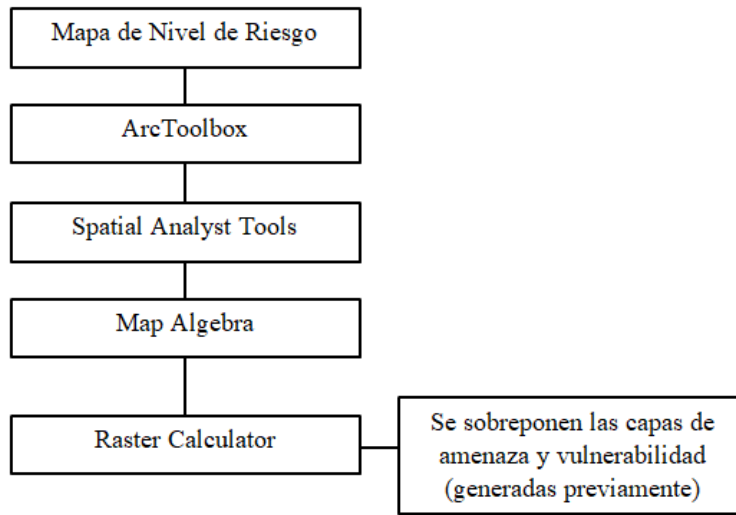 Mapa de Nivel de Riesgo
ArcToolbox
Spatial Analyst Tools
Map Algebra
Raster Calculator
Se sobreponen las capas de
amenaza y vulnerabilidad
(generadas previamente)